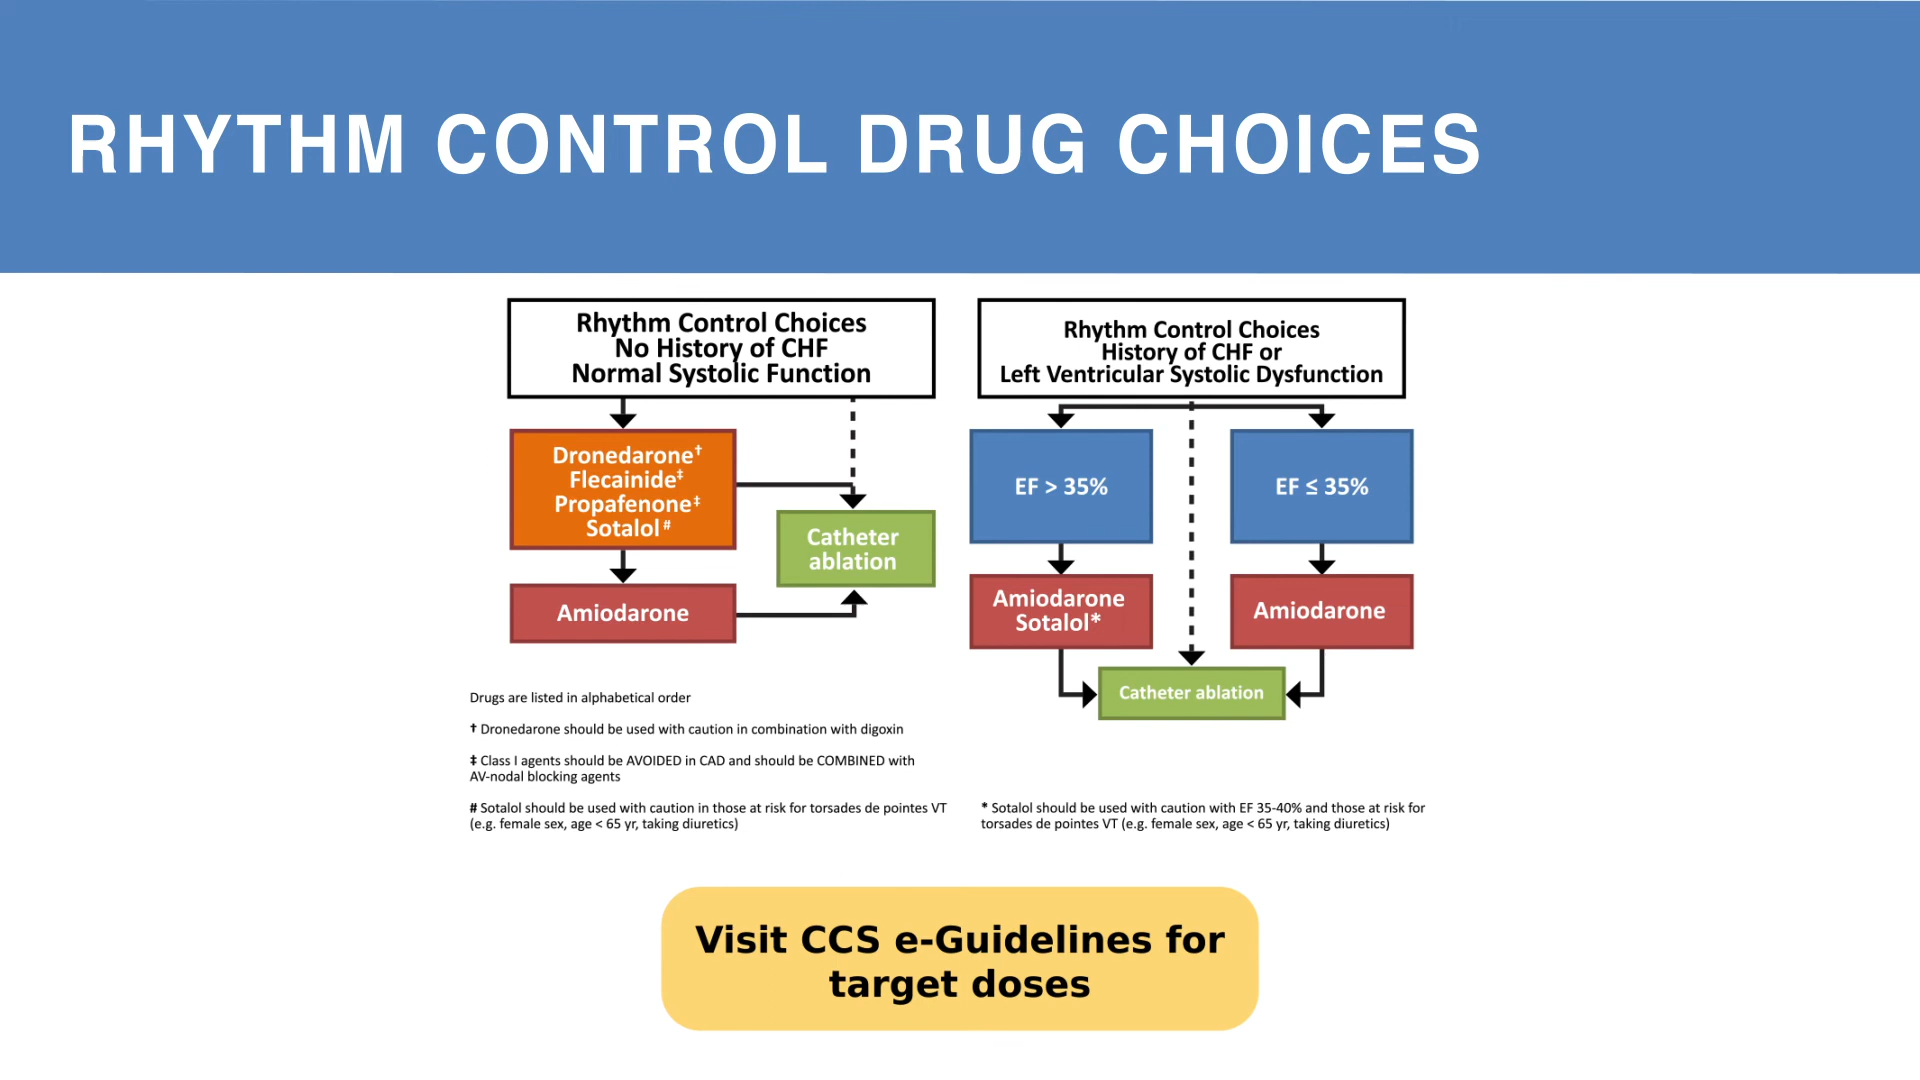 RHYTHM CONTROL DRUG CHOICES
Rhythm Control Choices
No History of CHF
Normal Systolic Function
Dronedarone†
Flecainide‡
Propafenone‡
Sotalol#
Catheter
ablation
Amiodarone
Rhythm Control Choices
History of CHF or
Left Ventricular Systolic Dysfunction
EF > 35%
EF ≤ 35%
Amiodarone
Sotalol*
Amiodarone
Catheter ablation
Drugs are listed in alphabetical order
† Dronedarone should be used with caution in combination with digoxin
‡ Class I agents should be AVOIDED in CAD and should be COMBINED with
AV-nodal blocking agents
# Sotalol should be used with caution in those at risk for torsades de pointes VT
(e.g. female sex, age < 65 yr, taking diuretics)
* Sotalol should be used with caution with EF 35-40% and those at risk for
torsades de pointes VT (e.g. female sex, age < 65 yr, taking diuretics)
Visit CCS e-Guidelines for
target doses